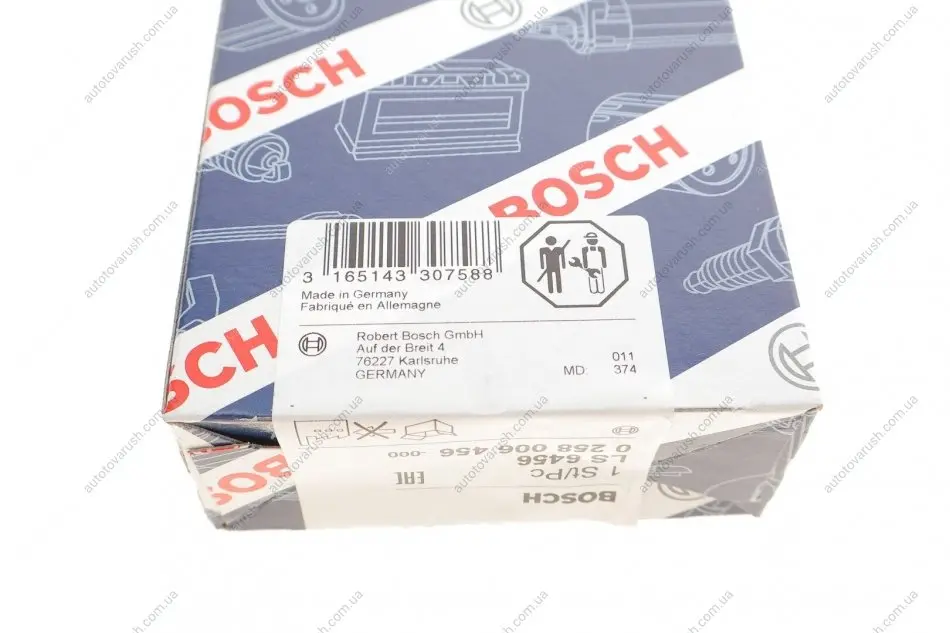 BOSCH
BOSCH
BOSCH
3 165143 307588
Made in Germany
Fabriqué en Allemagne
Robert Bosch GmbH
Auf der Breit 4
76227 Karlsruhe
GERMANY
011
MD: 374
0 258 006 456 -000
LS 6456
1 St/Pc
EAC
BOSCH
BOSCH
autotovarush.com.ua